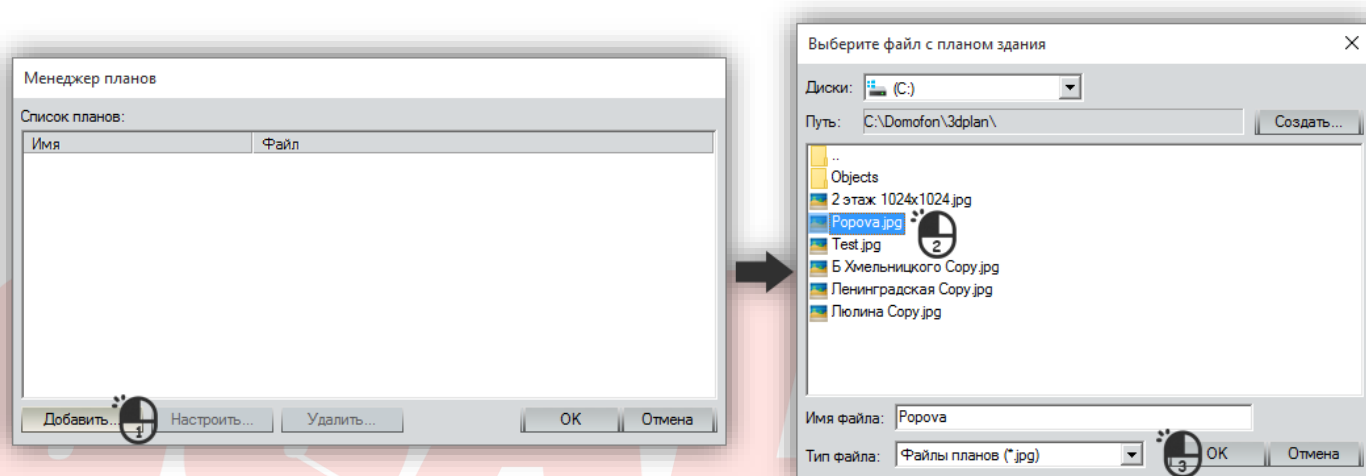 Менеджер планов
Список планов:
Имя Файл
Добавить... Настроить... Удалить... OK Отмена
1
Выберите файл с планом здания
Диски: (C:)
Путь: C:\Domofon\3dplan\ Создать...
..
Objects
2 этаж 1024x1024.jpg
Popova.jpg
2
Test.jpg
Б Хмельницкого Copy.jpg
Ленинградская Copy.jpg
Люлина Copy.jpg
Имя файла: Popova
Тип файла: Файлы планов (*.jpg) OK Отмена
3